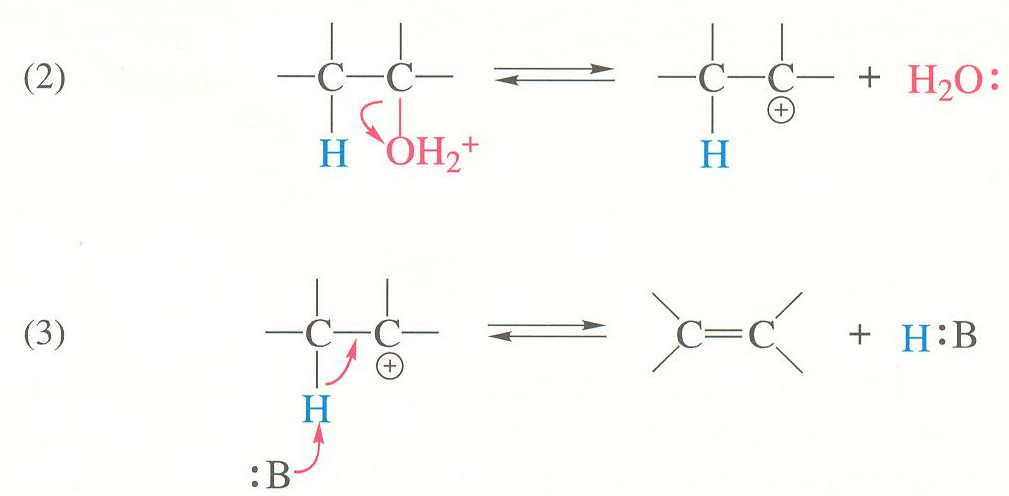 (2) —C—C— ⇌ —C—C— + H₂O:
⊕
H OH₂⁺ H
(3) —C—C— ⇌ C=C + H:B
⊕
H
:B